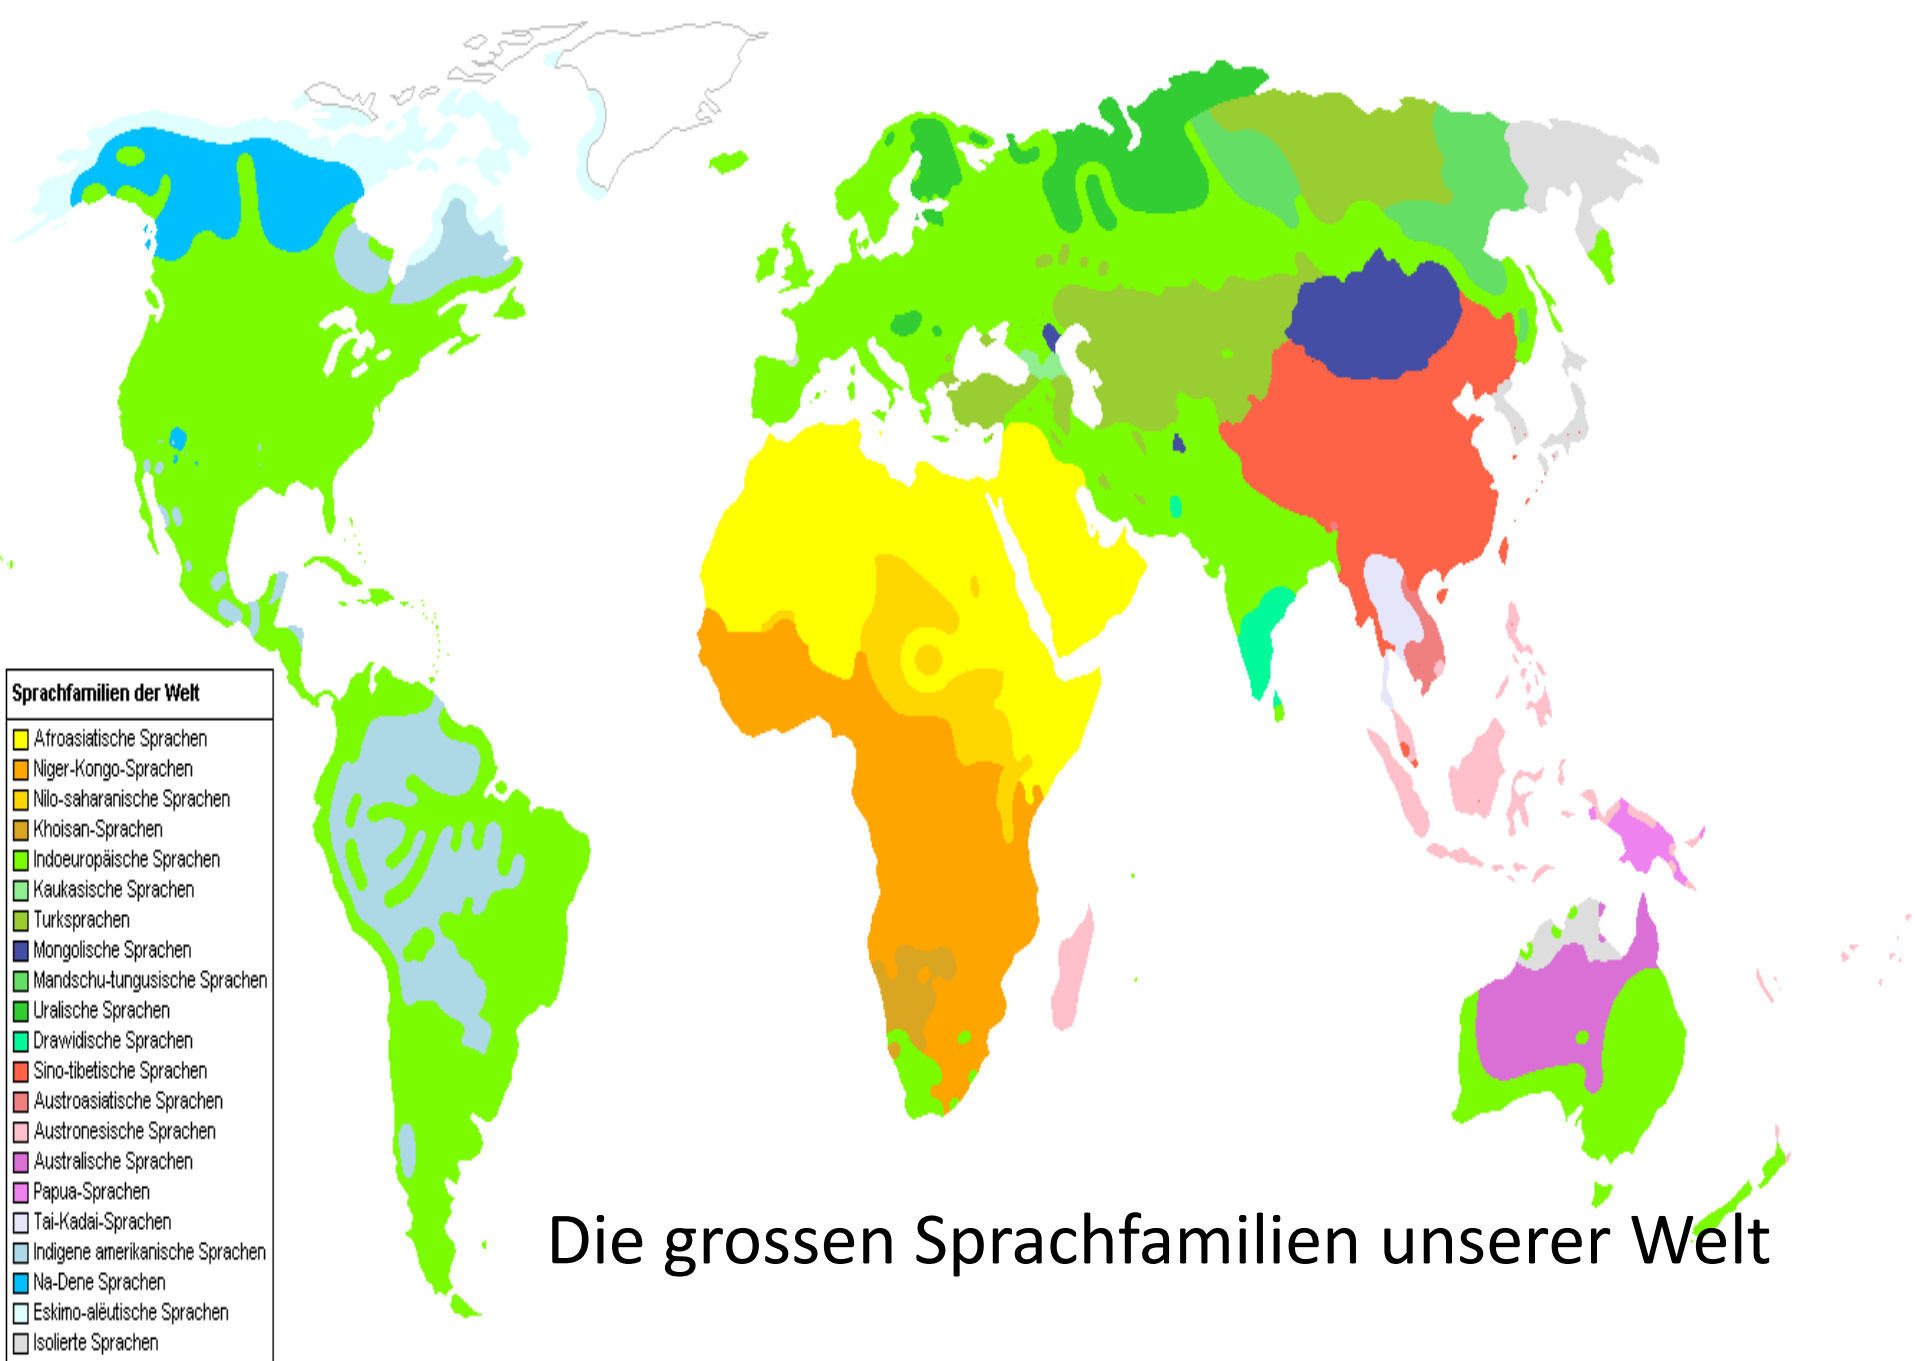 Sprachfamilien der Welt
Afroasiatische Sprachen
Niger-Kongo-Sprachen
Nilo-saharanische Sprachen
Khoisan-Sprachen
Indoeuropäische Sprachen
Kaukasische Sprachen
Turksprachen
Mongolische Sprachen
Mandschu-tungusische Sprachen
Uralische Sprachen
Drawidische Sprachen
Sino-tibetische Sprachen
Austroasiatische Sprachen
Austronesische Sprachen
Australische Sprachen
Papua-Sprachen
Tai-Kadai-Sprachen
Indigene amerikanische Sprachen
Na-Dene Sprachen
Eskimo-alëutische Sprachen
Isolierte Sprachen
Die grossen Sprachfamilien unserer Welt